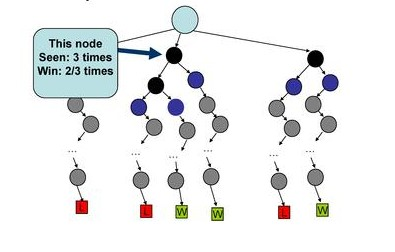 This node
Seen: 3 times
Win: 2/3 times
...
...
...
...
...
...
L
L
W
W
L
W